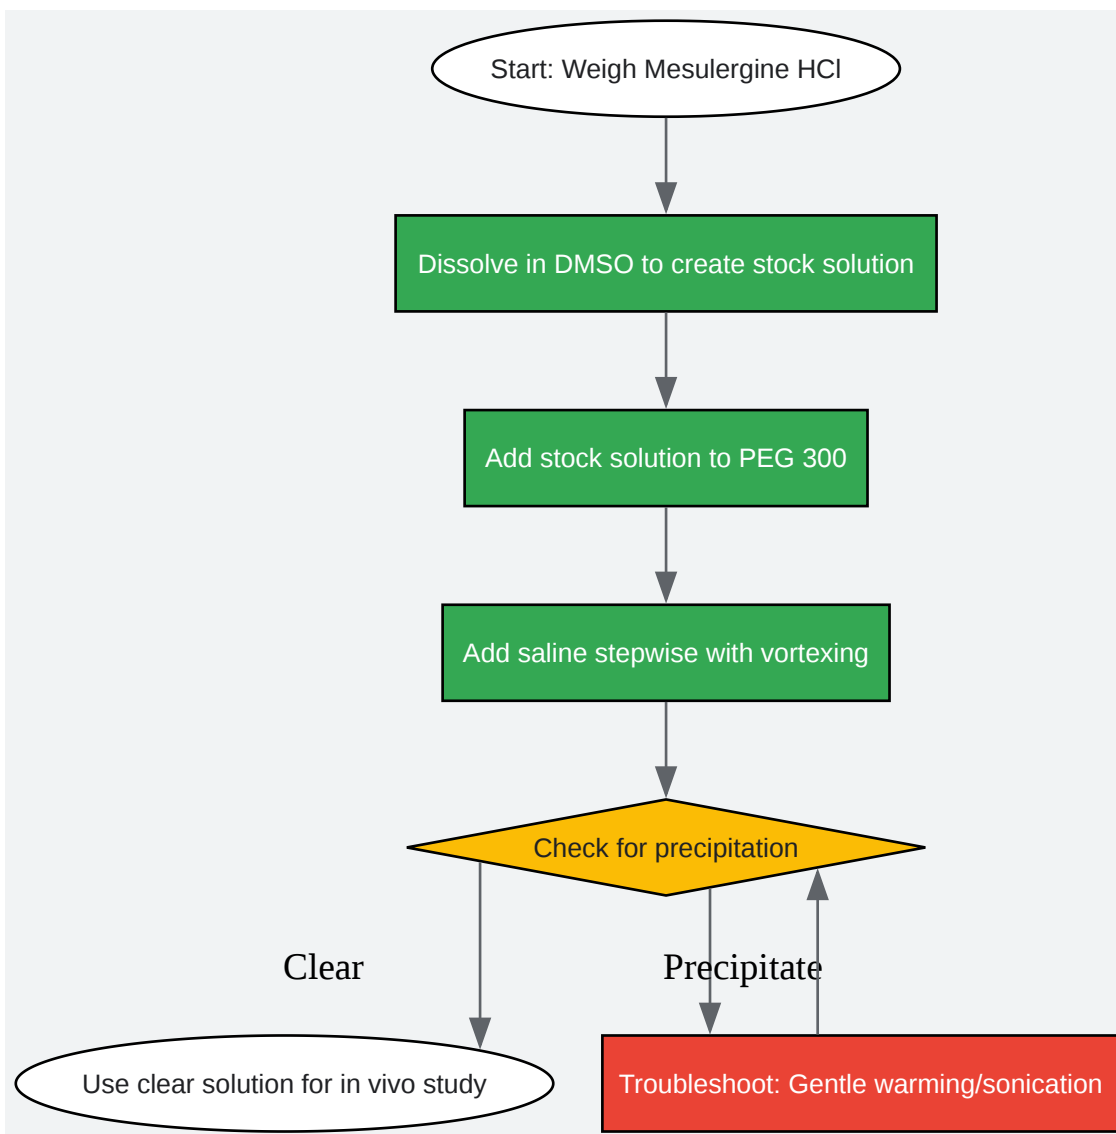 Start: Weigh Mesulergine HCl
Dissolve in DMSO to create stock solution
Add stock solution to PEG 300
Add saline stepwise with vortexing
Check for precipitation
Clear
Precipitate
Use clear solution for in vivo study
Troubleshoot: Gentle warming/sonication